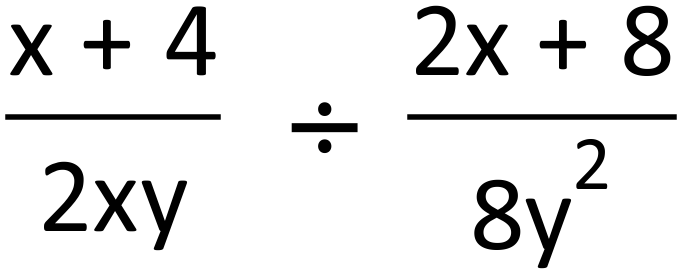 x + 4 ÷ 2x + 8
2xy 8y²